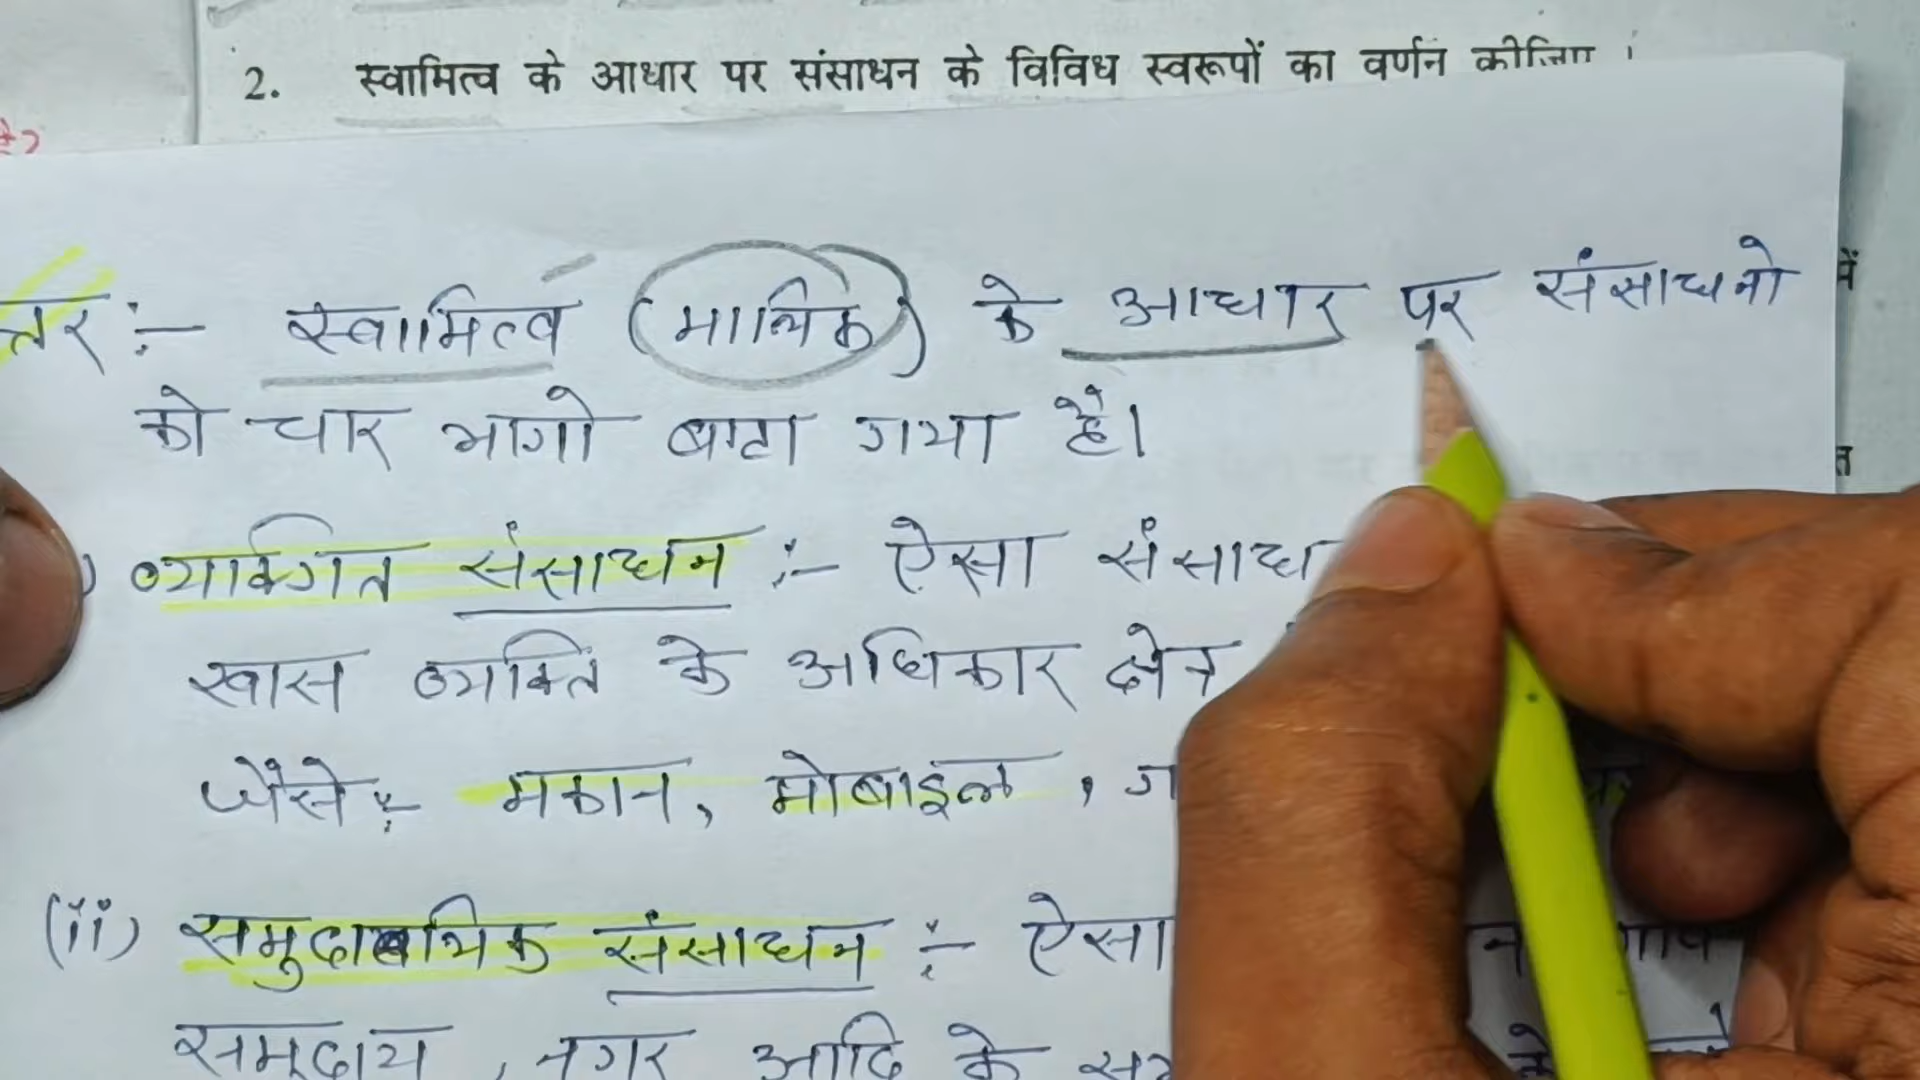 2. स्वामित्व के आधार पर संसाधन के विविध स्वरूपों का वर्णन कीजिए ।
त्तर :- स्वामित्व (मालिक) के आधार पर संसाधनो
को चार भागो बाटा गया है।
) व्यक्गित संसाधन :- ऐसा संसाध
खास व्यक्ति के अधिकार क्षेत्र
जैसे :- मकान, मोबाइल , ग
(ii) समुदायिक संसाधन :- ऐसा
समुदाय , नगर आदि के सभ